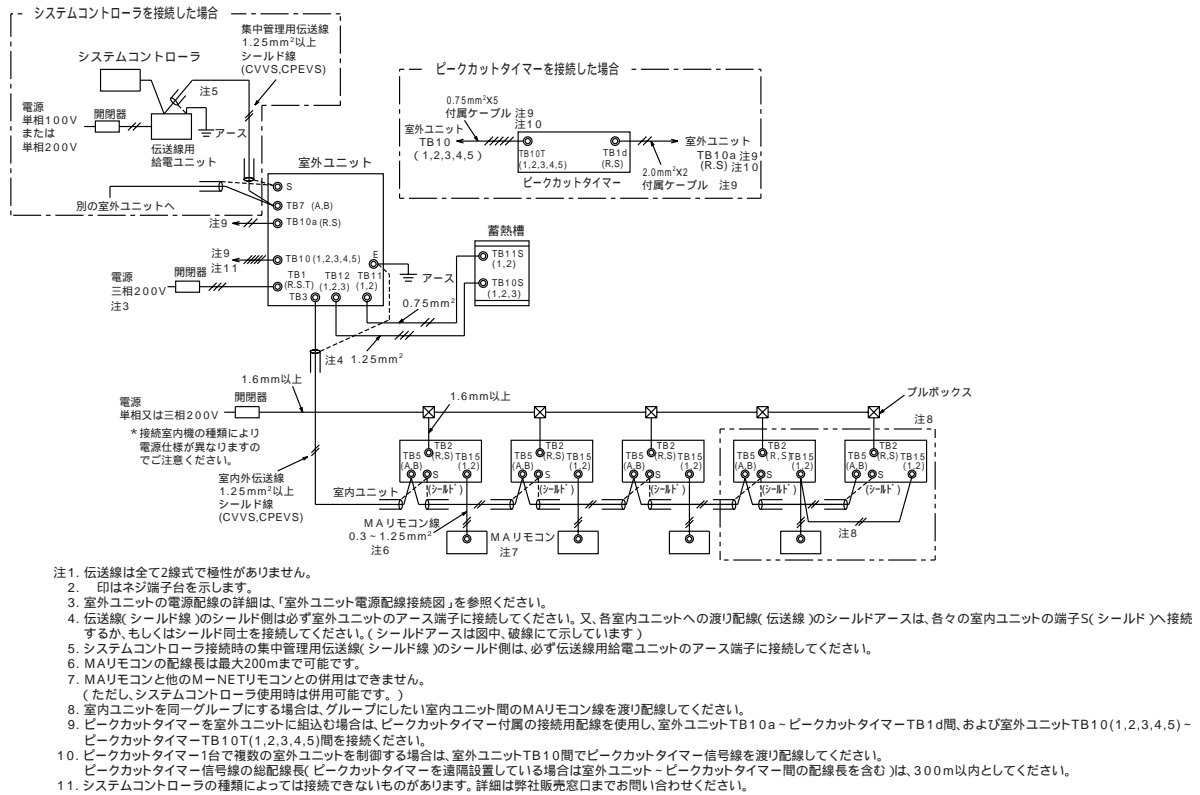 システムコントローラを接続した場合
集中管理用伝送線
1.25mm²以上
シールド線
(CVVS,CPEVS)
システムコントローラ
注5
電源
単相100V
または
単相200V
開閉器
アース
伝送線用
給電ユニット
別の室外ユニットへ
ピークカットタイマーを接続した場合
0.75mm²X5
付属ケーブル 注9
注10
室外ユニット
TB10
(1,2,3,4,5)
TB10T
(1,2,3,4,5)
TB1d
(R,S)
ピークカットタイマー
室外ユニット
TB10a 注9
(R.S) 注10
2.0mm²X2
付属ケーブル 注9
室外ユニット
S
TB7 (A,B)
注9
TB10a (R.S)
注9
注11
TB10 (1,2,3,4,5)
E
アース
電源
三相200V
注3
開閉器
TB1
(R.S.T)
TB3
TB12
(1,2,3)
TB11
(1,2)
蓄熱槽
TB11S
(1,2)
TB10S
(1,2,3)
0.75mm²
注4
1.25mm²
1.6mm以上
電源
単相又は三相200V
開閉器
*接続室内機の種類により
電源仕様が異なりますの
でご注意ください。
1.6mm以上
プルボックス
注8
室内外伝送線
1.25mm²以上
シールド線
(CVVS,CPEVS)
室内ユニット
TB2
(R,S)
TB5
(A,B)
TB15
(1,2)
S
(シールド)
TB2
(R,S)
TB5
(A,B)
TB15
(1,2)
S
(シールド)
TB2
(R,S)
TB5
(A,B)
TB15
(1,2)
S
(シールド)
TB2
(R,S)
TB5
(A,B)
TB15
(1,2)
S
(シールド)
TB2
(R,S)
TB5
(A,B)
TB15
(1,2)
S
(シールド)
MAリモコン線
0.3~1.25mm²
注6
MAリモコン
注7
注8
注1. 伝送線は全て2線式で極性がありません。
2. 印はネジ端子台を示します。
3. 室外ユニットの電源配線の詳細は、「室外ユニット電源配線接続図」を参照ください。
4. 伝送線(シールド線)のシールド側は必ず室外ユニットのアース端子に接続してください。又、各室内ユニットへの渡り配線(伝送線)のシールドアースは、各々の室内ユニットの端子S(シールド)へ接続
するか、もしくはシールド同士を接続してください。(シールドアースは図中、破線にて示しています)
5. システムコントローラ接続時の集中管理用伝送線(シールド線)のシールド側は、必ず伝送線用給電ユニットのアース端子に接続してください。
6. MAリモコンの配線長は最大200mまで可能です。
7. MAリモコンと他のM-NETリモコンとの併用はできません。
(ただし、システムコントローラ使用時は併用可能です。)
8. 室内ユニットを同一グループにする場合は、グループにしたい室内ユニット間のMAリモコン線を渡り配線してください。
9. ピークカットタイマーを室外ユニットに組込む場合は、ピークカットタイマー付属の接続用配線を使用し、室外ユニットTB10a~ピークカットタイマーTB1d間、および室外ユニットTB10(1,2,3,4,5)~
ピークカットタイマーTB10T(1,2,3,4,5)間を接続ください。
10. ピークカットタイマー1台で複数の室外ユニットを制御する場合は、室外ユニットTB10間でピークカットタイマー信号線を渡り配線してください。
ピークカットタイマー信号線の総配線長(ピークカットタイマーを遠隔設置している場合は室外ユニット-ピークカットタイマー間の配線長を含む)は、300m以内としてください。
11. システムコントローラの種類によっては接続できないものがあります。詳細は弊社販売窓口までお問い合わせください。